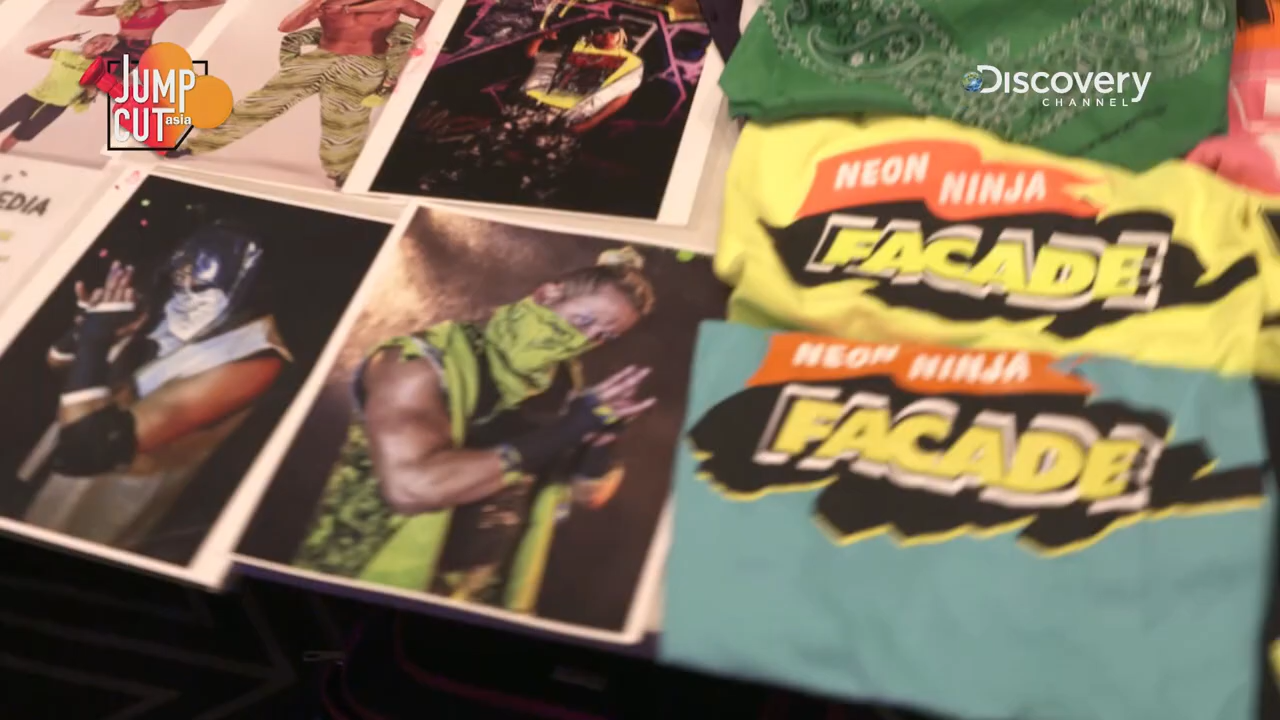 JUMP
CUT
asia
Discovery
CHANNEL
EDIA
NEON NINJA
FACADE
NEON NINJA
FACADE